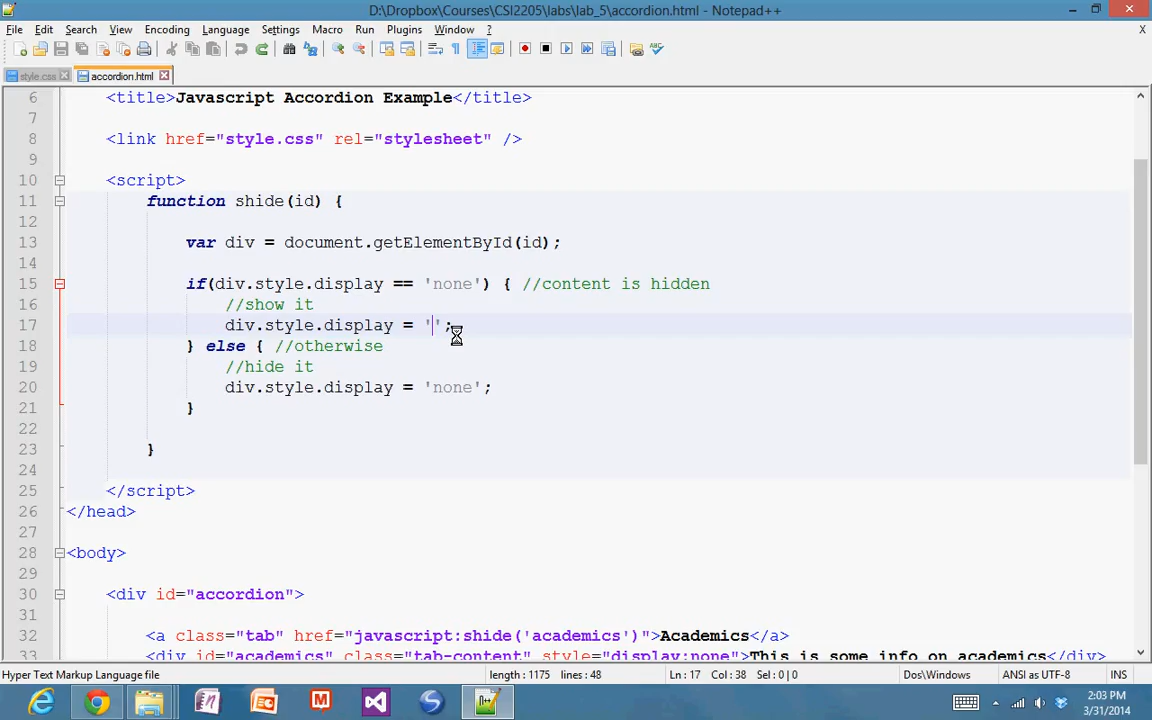 D:\Dropbox\Courses\CSI2205\labs\lab_5\accordion.html - Notepad++
File Edit Search View Encoding Language Settings Macro Run Plugins Window ? X
style.css accordion.html
6 <title>Javascript Accordion Example</title>
7
8 <link href="style.css" rel="stylesheet" />
9
10 <script>
11 function shide(id) {
12
13 var div = document.getElementById(id);
14
15 if(div.style.display == 'none') { //content is hidden
16 //show it
17 div.style.display = '';
18 } else { //otherwise
19 //hide it
20 div.style.display = 'none';
21 }
22
23 }
24
25 </script>
26 </head>
27
28 <body>
29
30 <div id="accordion">
31
32 <a class="tab" href="javascript:shide('academics')">Academics</a>
33 <div id="academics" class="tab-content" style="display:none">This is some info on academics</div>
Hyper Text Markup Language file length : 1175 lines : 48 Ln : 17 Col : 38 Sel : 0 | 0 Dos\Windows ANSI as UTF-8 INS
2:03 PM
3/31/2014